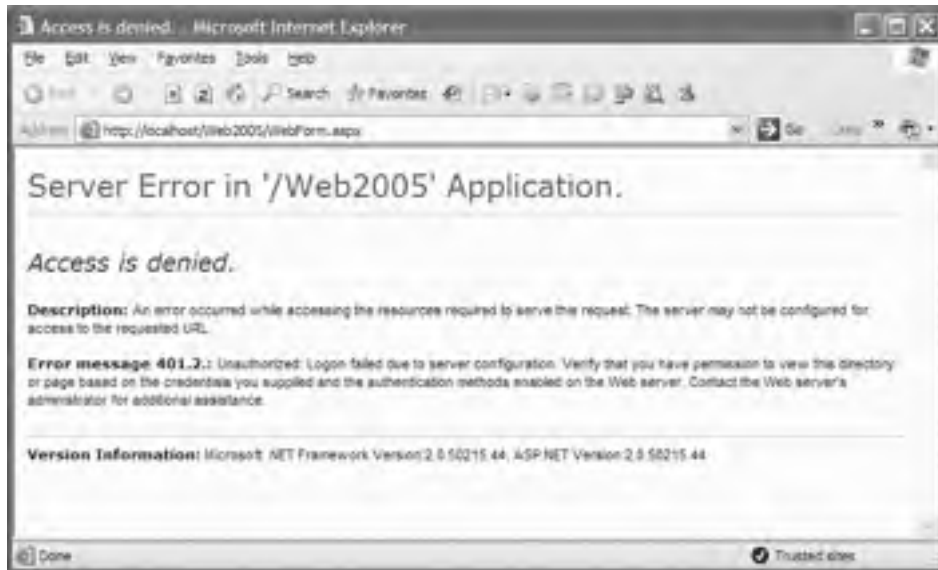 Access is denied. - Microsoft Internet Explorer
File Edit View Favorites Tools Help
Search Favorites
Address http://localhost/Web2005/WebForm.aspx Go
Server Error in '/Web2005' Application.
Access is denied.
Description: An error occurred while accessing the resources required to serve this request. The server may not be configured for
access to the requested URL.
Error message 401.2.: Unauthorized: Logon failed due to server configuration. Verify that you have permission to view this directory
or page based on the credentials you supplied and the authentication methods enabled on the Web server. Contact the Web server's
administrator for additional assistance.
Version Information: Microsoft .NET Framework Version:2.0.50215.44; ASP.NET Version:2.0.50215.44
Done Trusted sites